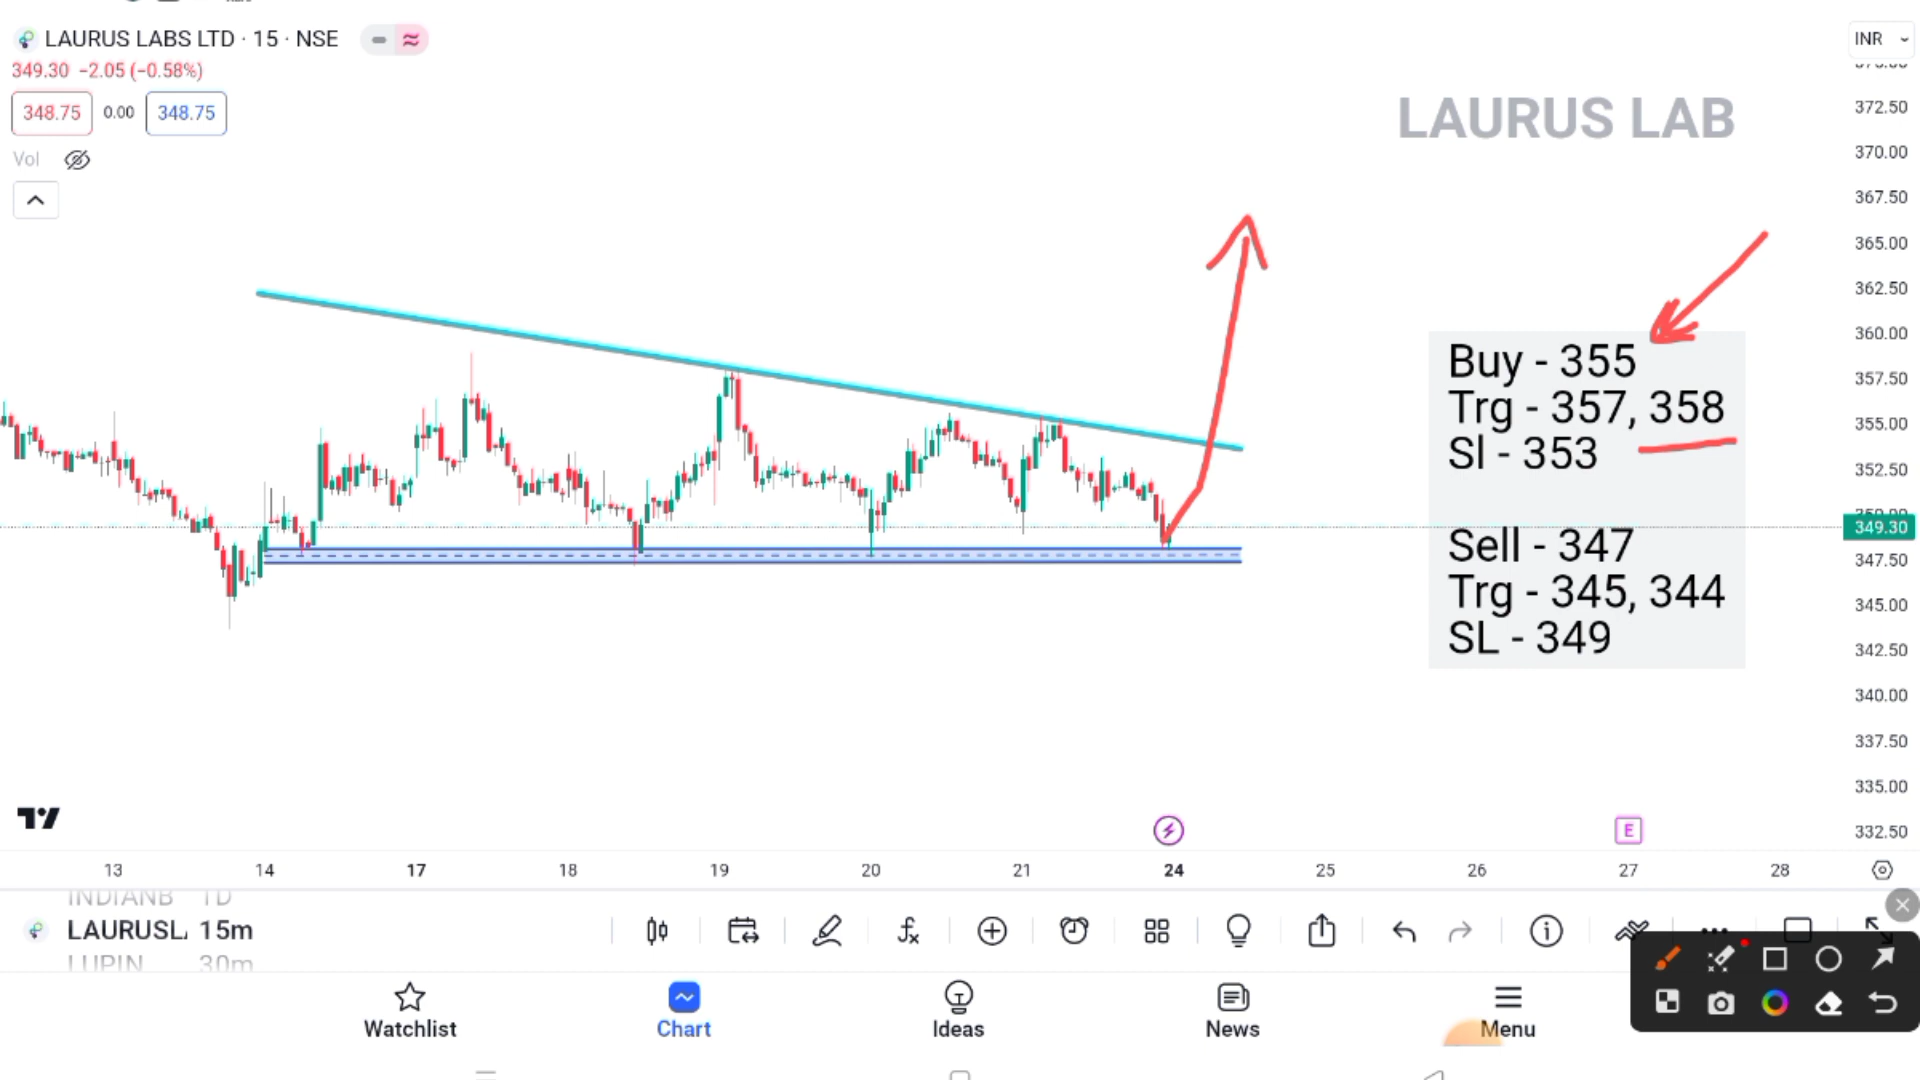 LAURUS LABS LTD · 15 · NSE
INR
349.30 −2.05 (−0.58%)
348.75 0.00 348.75
Vol
LAURUS LAB
372.50
370.00
367.50
365.00
362.50
360.00
357.50
355.00
352.50
349.30
347.50
345.00
342.50
340.00
337.50
335.00
332.50
Buy - 355
Trg - 357, 358
Sl - 353
Sell - 347
Trg - 345, 344
SL - 349
E
13 14 17 18 19 20 21 24 25 26 27 28
INDIANB 1D
LAURUSL 15m
LUPIN 30m
Watchlist
Chart
Ideas
News
Menu